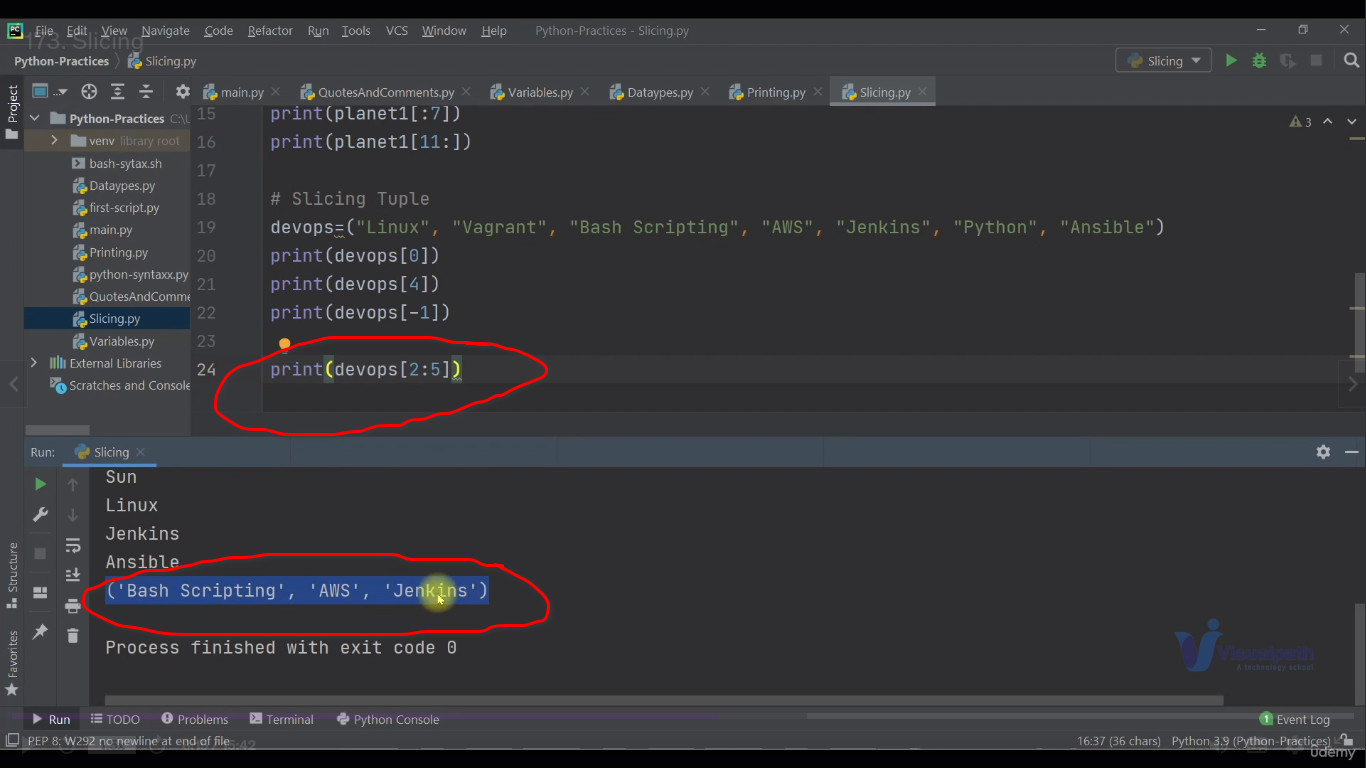 173. Slicing
File Edit View Navigate Code Refactor Run Tools VCS Window Help Python-Practices - Slicing.py
Python-Practices Slicing.py Slicing
Project
main.py QuotesAndComments.py Variables.py Dataypes.py Printing.py Slicing.py
Python-Practices
venv library root
bash-sytax.sh
Dataypes.py
first-script.py
main.py
Printing.py
python-syntaxx.py
QuotesAndComme
Slicing.py
Variables.py
External Libraries
Scratches and Console
3
15 print(planet1[:7])
16 print(planet1[11:])
17
18 # Slicing Tuple
19 devops=("Linux", "Vagrant", "Bash Scripting", "AWS", "Jenkins", "Python", "Ansible")
20 print(devops[0])
21 print(devops[4])
22 print(devops[-1])
23
24 print(devops[2:5])
Run: Slicing
Sun
Linux
Jenkins
Ansible
('Bash Scripting', 'AWS', 'Jenkins')
Process finished with exit code 0
Structure
Favorites
Visualpath
A technology school
Run TODO Problems Terminal Python Console 1 Event Log
PEP 8: W292 no newline at end of file 16:37 (36 chars) Python 3.9 (Python-Practices)
udemy